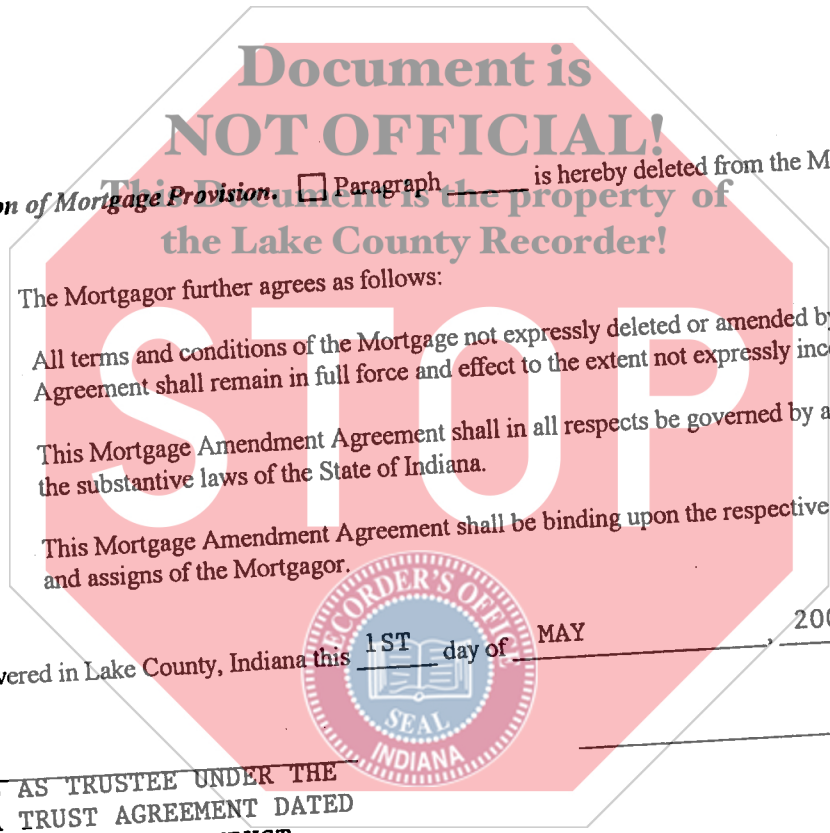 Document is
NOT OFFICIAL!
on of Mortgage Provision. Paragraph ______ is hereby deleted from the M
This Document is the property of
the Lake County Recorder!
The Mortgagor further agrees as follows:
STOP
All terms and conditions of the Mortgage not expressly deleted or amended by
Agreement shall remain in full force and effect to the extent not expressly inc
This Mortgage Amendment Agreement shall in all respects be governed by a
the substantive laws of the State of Indiana.
This Mortgage Amendment Agreement shall be binding upon the respective
and assigns of the Mortgagor.
RECORDER'S OFFICE
vered in Lake County, Indiana this 1ST day of MAY, 200
SEAL
INDIANA
AS TRUSTEE UNDER THE
TRUST AGREEMENT DATED